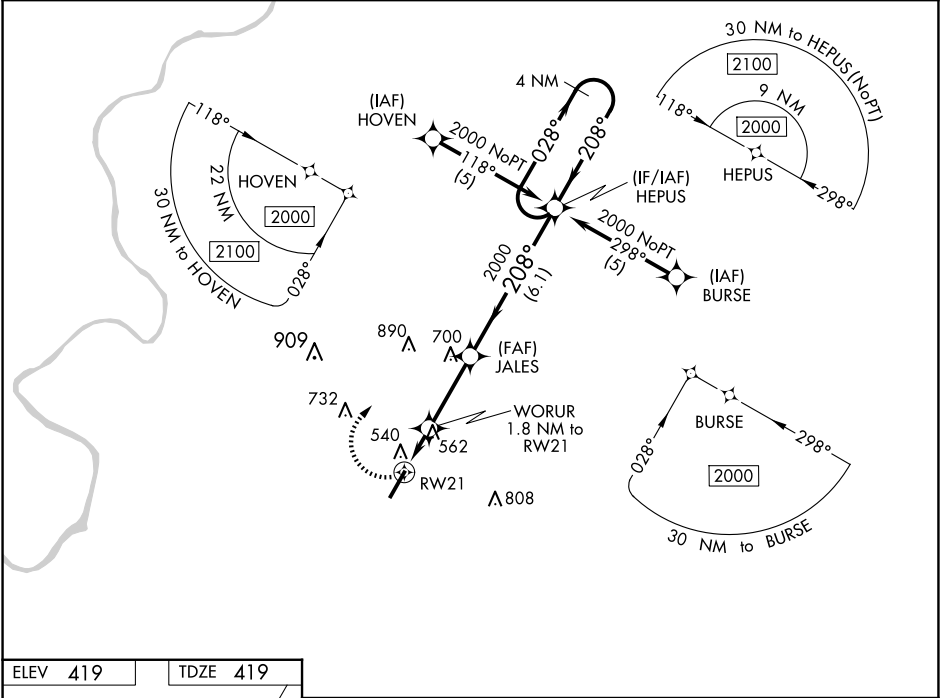 30 NM to HEPUS (NoPT)
2100
9 NM
118°
2000
HEPUS
298°
4 NM
(IAF)
HOVEN
2000 NoPT
118°
(5)
028°
208°
(IF/IAF)
HEPUS
118°
HOVEN
22 NM
2000
2100
30 NM to HOVEN
028°
2000 NoPT
298°
(5)
(IAF)
BURSE
2000
208°
(6.1)
909
890
700
(FAF)
JALES
732
540
562
WORUR
1.8 NM to
RW21
RW21
808
BURSE
028°
298°
2000
30 NM to BURSE
ELEV 419
TDZE 419